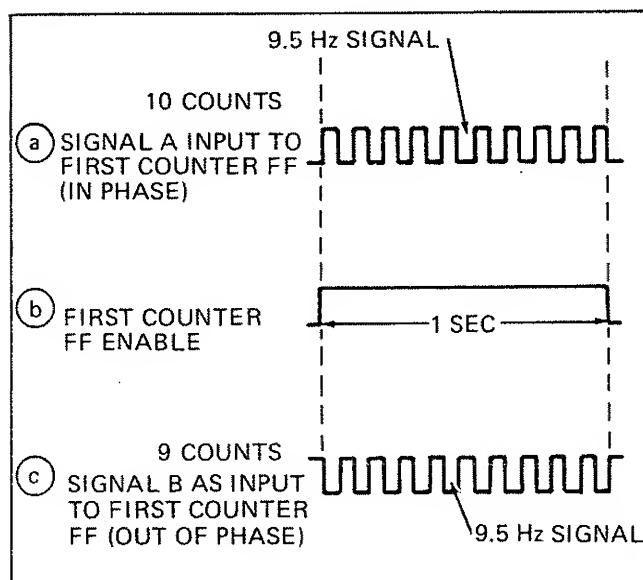 9.5 Hz SIGNAL
10 COUNTS
a SIGNAL A INPUT TO
FIRST COUNTER FF
(IN PHASE)
b FIRST COUNTER
FF ENABLE
1 SEC
9 COUNTS
c SIGNAL B AS INPUT
TO FIRST COUNTER
FF (OUT OF PHASE)
9.5 Hz SIGNAL